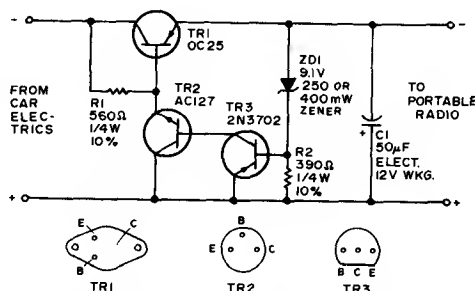 +
-
TR1
OC25
FROM
CAR
ELEC-
TRICS
R1
560Ω
1/4W
10%
TR2
AC127
TR3
2N3702
ZD1
9.1V
250 OR
400mW
ZENER
R2
390Ω
1/4W
10%
+
C1
50µF
ELECT.
12V WKG.
TO
PORTABLE
RADIO
+
+
E
C
B
TR1
B
E
C
TR2
B C E
TR3